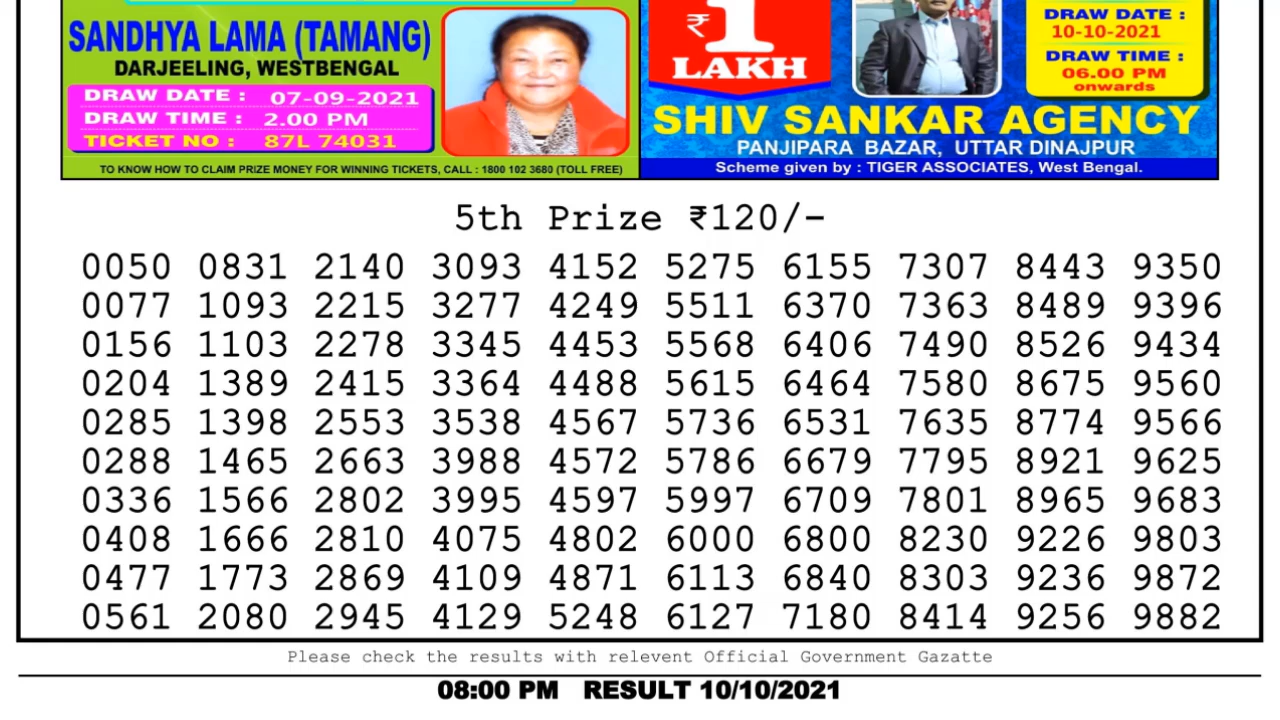 SANDHYA LAMA (TAMANG)
DARJEELING, WESTBENGAL
DRAW DATE : 07-09-2021
DRAW TIME : 2.00 PM
TICKET NO : 87L 74031
TO KNOW HOW TO CLAIM PRIZE MONEY FOR WINNING TICKETS, CALL : 1800 102 3680 (TOLL FREE)
₹ 1
LAKH
DRAW DATE :
10-10-2021
DRAW TIME :
06.00 PM
onwards
SHIV SANKAR AGENCY
PANJIPARA BAZAR, UTTAR DINAJPUR
Scheme given by : TIGER ASSOCIATES, West Bengal.
5th Prize ₹120/-
0050 0831 2140 3093 4152 5275 6155 7307 8443 9350
0077 1093 2215 3277 4249 5511 6370 7363 8489 9396
0156 1103 2278 3345 4453 5568 6406 7490 8526 9434
0204 1389 2415 3364 4488 5615 6464 7580 8675 9560
0285 1398 2553 3538 4567 5736 6531 7635 8774 9566
0288 1465 2663 3988 4572 5786 6679 7795 8921 9625
0336 1566 2802 3995 4597 5997 6709 7801 8965 9683
0408 1666 2810 4075 4802 6000 6800 8230 9226 9803
0477 1773 2869 4109 4871 6113 6840 8303 9236 9872
0561 2080 2945 4129 5248 6127 7180 8414 9256 9882
Please check the results with relevent Official Government Gazatte
08:00 PM RESULT 10/10/2021